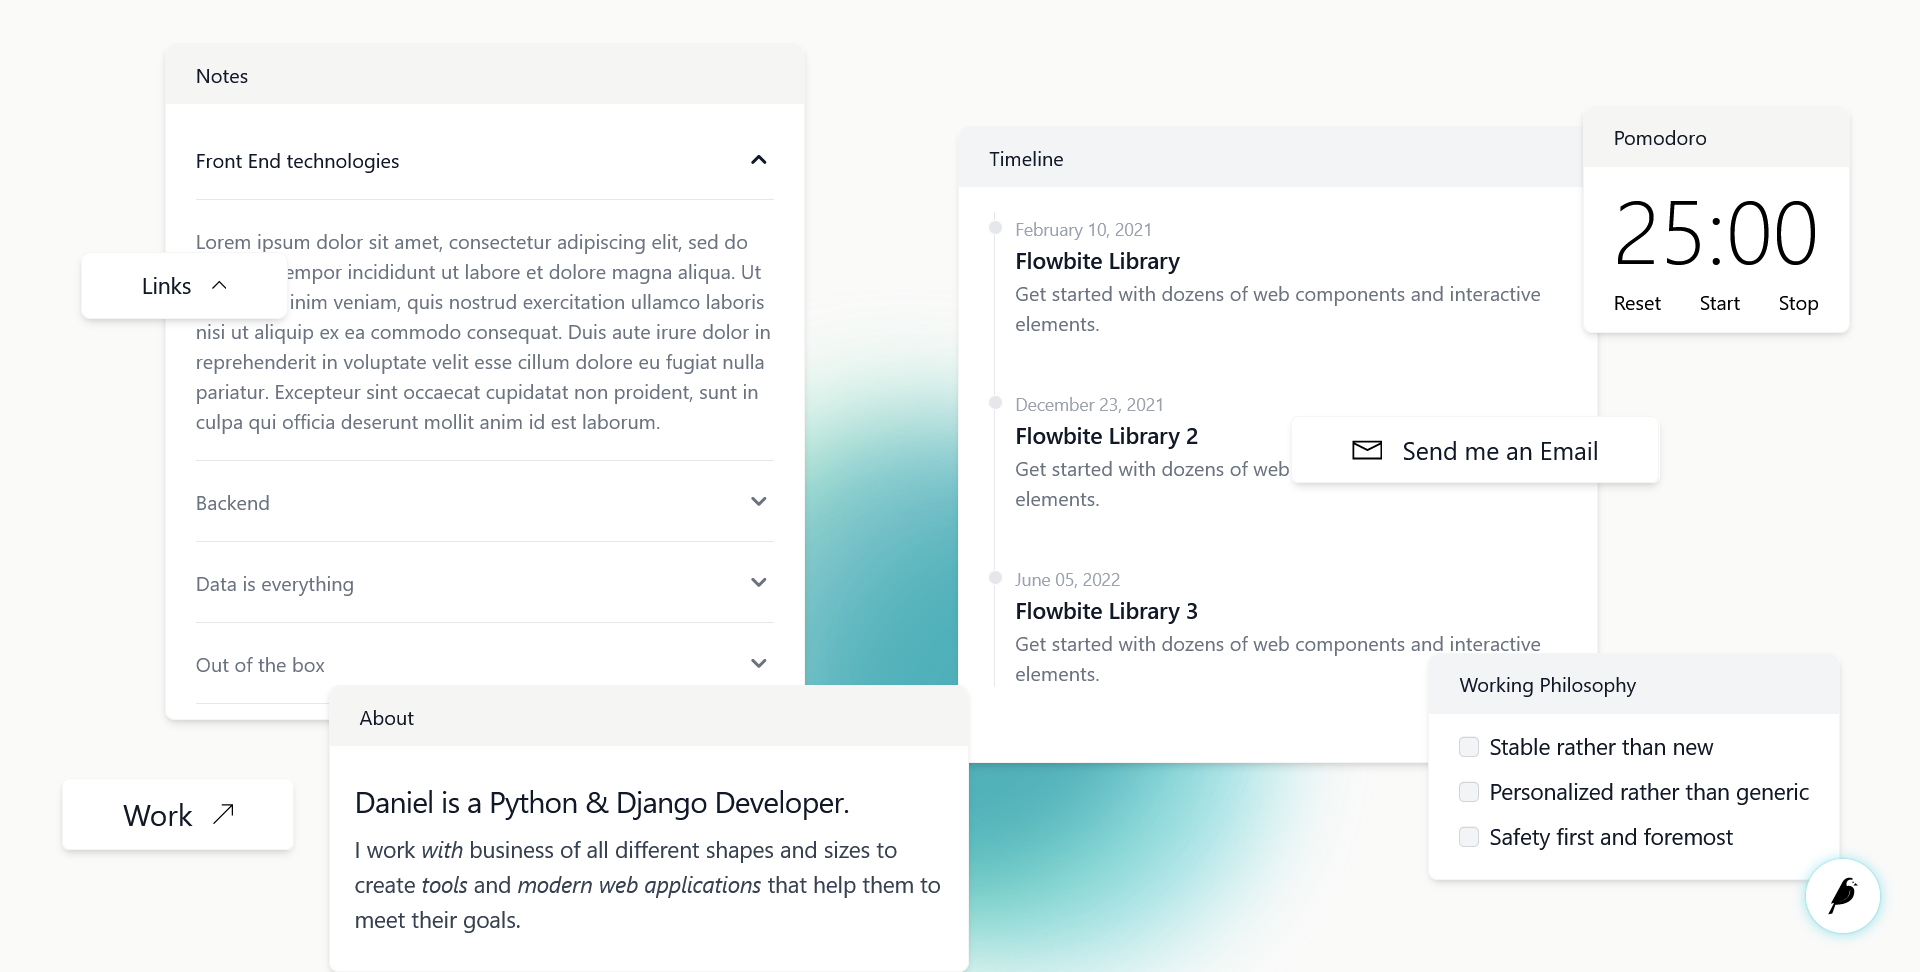 Notes
Front End technologies
Lorem ipsum dolor sit amet, consectetur adipiscing elit, sed do
empor incididunt ut labore et dolore magna aliqua. Ut
inim veniam, quis nostrud exercitation ullamco laboris
nisi ut aliquip ex ea commodo consequat. Duis aute irure dolor in
reprehenderit in voluptate velit esse cillum dolore eu fugiat nulla
pariatur. Excepteur sint occaecat cupidatat non proident, sunt in
culpa qui officia deserunt mollit anim id est laborum.
Backend
Data is everything
Out of the box
Links
Work
About
Daniel is a Python & Django Developer.
I work with business of all different shapes and sizes to
create tools and modern web applications that help them to
meet their goals.
Timeline
February 10, 2021
Flowbite Library
Get started with dozens of web components and interactive
elements.
December 23, 2021
Flowbite Library 2
Get started with dozens of web
elements.
June 05, 2022
Flowbite Library 3
Get started with dozens of web components and interactive
elements.
Pomodoro
25:00
Reset Start Stop
Send me an Email
Working Philosophy
Stable rather than new
Personalized rather than generic
Safety first and foremost